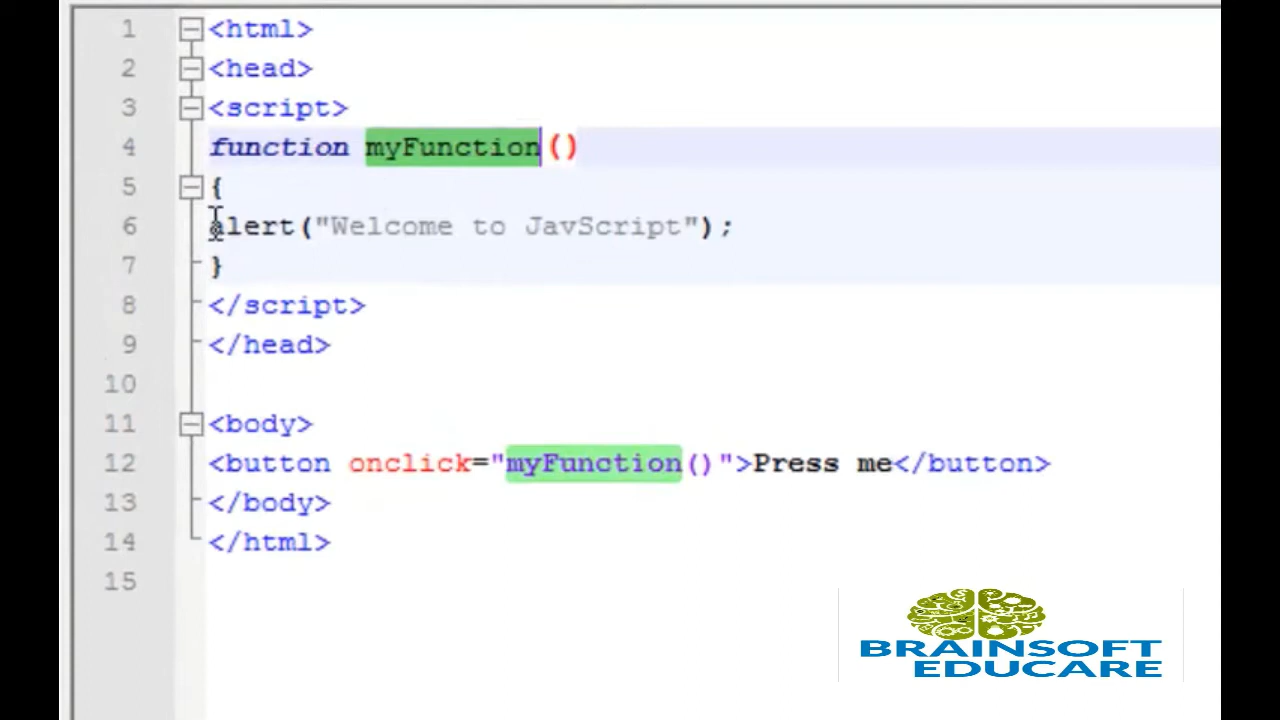 1 <html>
2 <head>
3 <script>
4 function myFunction()
5 {
6 alert("Welcome to JavScript");
7 }
8 </script>
9 </head>
10
11 <body>
12 <button onclick="myFunction()">Press me</button>
13 </body>
14 </html>
15
BRAINSOFT
EDUCARE